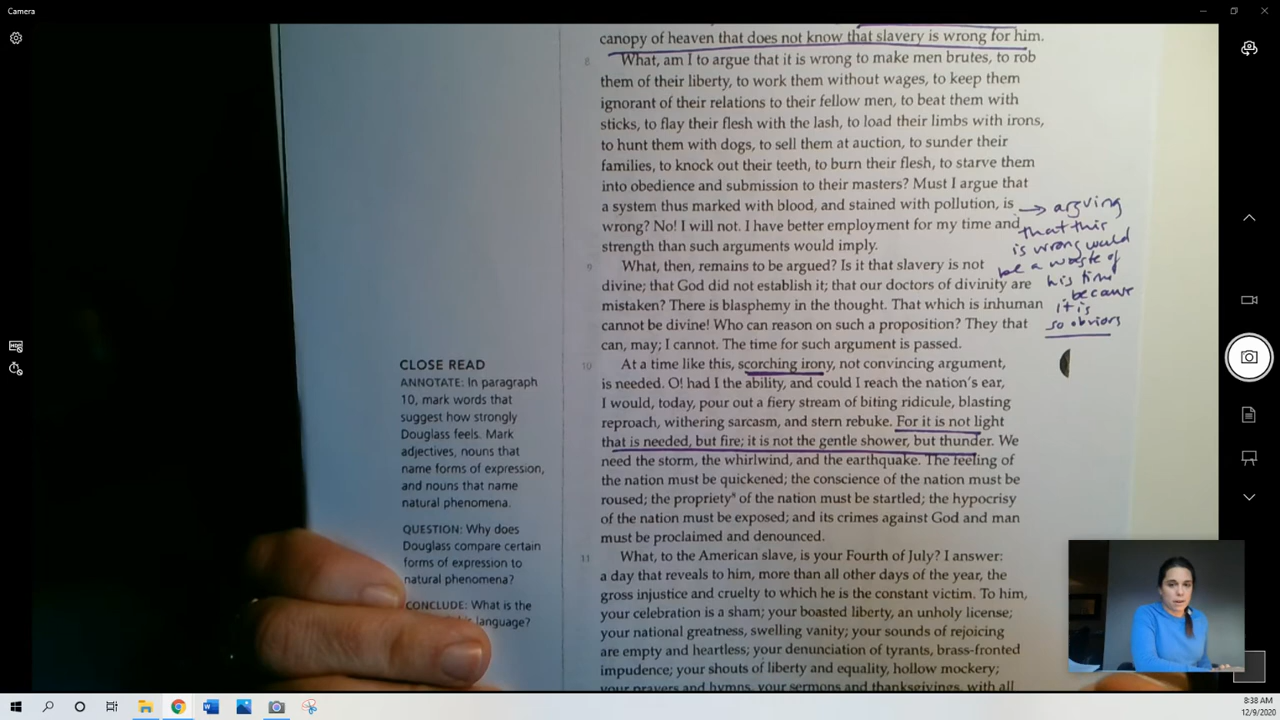 Camera
canopy of heaven that does not know that slavery is wrong for him.
8
What, am I to argue that it is wrong to make men brutes, to rob
them of their liberty, to work them without wages, to keep them
ignorant of their relations to their fellow men, to beat them with
sticks, to flay their flesh with the lash, to load their limbs with irons,
to hunt them with dogs, to sell them at auction, to sunder their
families, to knock out their teeth, to burn their flesh, to starve them
into obedience and submission to their masters? Must I argue that
a system thus marked with blood, and stained with pollution, is
wrong? No! I will not. I have better employment for my time and
strength than such arguments would imply.
→ arguing
that this
is wrong would
be a waste of
his time
because
it is
so obvious
9
What, then, remains to be argued? Is it that slavery is not
divine; that God did not establish it; that our doctors of divinity are
mistaken? There is blasphemy in the thought. That which is inhuman
cannot be divine! Who can reason on such a proposition? They that
can, may; I cannot. The time for such argument is passed.
10
At a time like this, scorching irony, not convincing argument,
is needed. O! had I the ability, and could I reach the nation's ear,
I would, today, pour out a fiery stream of biting ridicule, blasting
reproach, withering sarcasm, and stern rebuke. For it is not light
that is needed, but fire; it is not the gentle shower, but thunder. We
need the storm, the whirlwind, and the earthquake. The feeling of
the nation must be quickened; the conscience of the nation must be
roused; the propriety* of the nation must be startled; the hypocrisy
of the nation must be exposed; and its crimes against God and man
must be proclaimed and denounced.
11
What, to the American slave, is your Fourth of July? I answer:
a day that reveals to him, more than all other days of the year, the
gross injustice and cruelty to which he is the constant victim. To him,
your celebration is a sham; your boasted liberty, an unholy license;
your national greatness, swelling vanity; your sounds of rejoicing
are empty and heartless; your denunciation of tyrants, brass-fronted
impudence; your shouts of liberty and equality, hollow mockery;
your prayers and hymns, your sermons and thanksgivings, with all
CLOSE READ
ANNOTATE: In paragraph
10, mark words that
suggest how strongly
Douglass feels. Mark
adjectives, nouns that
name forms of expression,
and nouns that name
natural phenomena.
QUESTION: Why does
Douglass compare certain
forms of expression to
natural phenomena?
CONCLUDE: What is the
language?
8:38 AM
12/9/2020